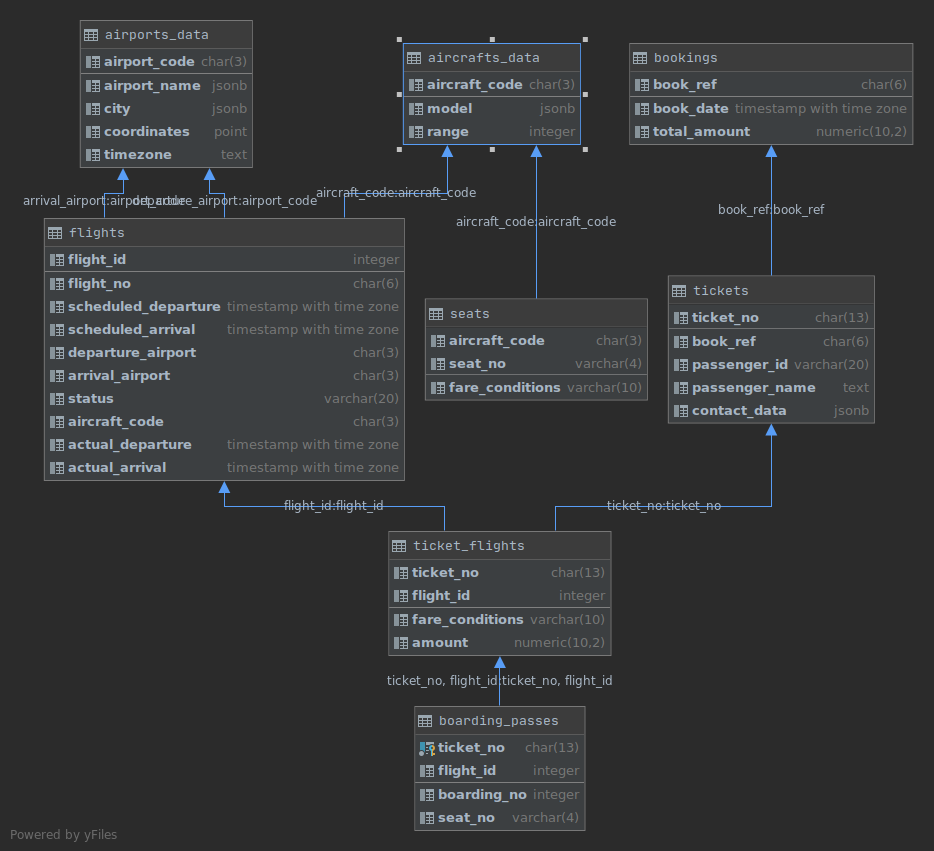 airports_data
airport_code char(3)
airport_name jsonb
city jsonb
coordinates point
timezone text
aircrafts_data
aircraft_code char(3)
model jsonb
range integer
bookings
book_ref char(6)
book_date timestamp with time zone
total_amount numeric(10,2)
arrival_airport:airport_code
departure_airport:airport_code
aircraft_code:aircraft_code
aircraft_code:aircraft_code
book_ref:book_ref
flights
flight_id integer
flight_no char(6)
scheduled_departure timestamp with time zone
scheduled_arrival timestamp with time zone
departure_airport char(3)
arrival_airport char(3)
status varchar(20)
aircraft_code char(3)
actual_departure timestamp with time zone
actual_arrival timestamp with time zone
seats
aircraft_code char(3)
seat_no varchar(4)
fare_conditions varchar(10)
tickets
ticket_no char(13)
book_ref char(6)
passenger_id varchar(20)
passenger_name text
contact_data jsonb
flight_id:flight_id
ticket_no:ticket_no
ticket_flights
ticket_no char(13)
flight_id integer
fare_conditions varchar(10)
amount numeric(10,2)
ticket_no, flight_id:ticket_no, flight_id
boarding_passes
ticket_no char(13)
flight_id integer
boarding_no integer
seat_no varchar(4)
Powered by yFiles